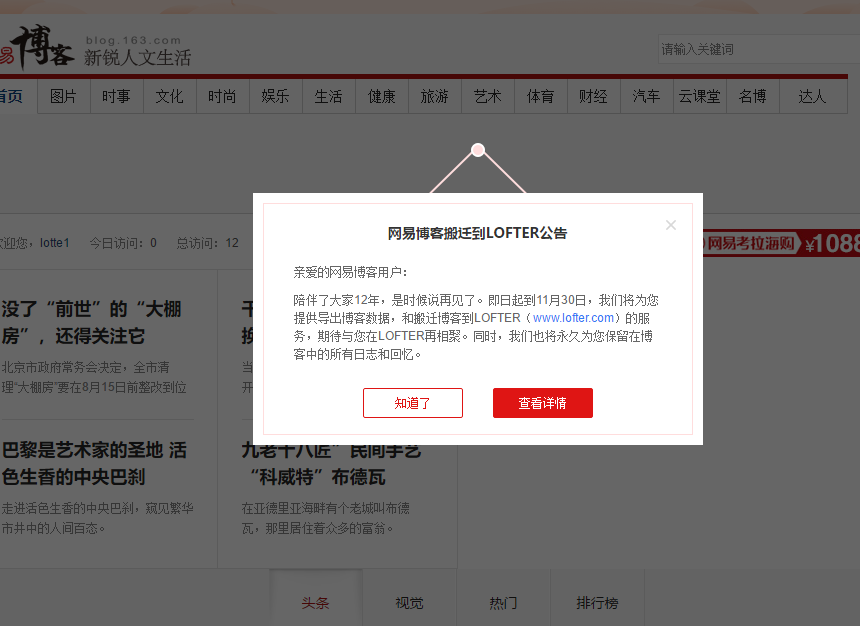 易 博客 blog.163.com
新锐人文生活
请输入关键词
首页 图片 时事 文化 时尚 娱乐 生活 健康 旅游 艺术 体育 财经 汽车 云课堂 名博 达人
网易博客搬迁到LOFTER公告
×
亲爱的网易博客用户：
陪伴了大家12年，是时候说再见了。即日起到11月30日，我们将为您
提供导出博客数据，和搬迁博客到LOFTER（www.lofter.com）的服
务，期待与您在LOFTER再相聚。同时，我们也将永久为您保留在博
客中的所有日志和回忆。
知道了 查看详情
欢迎您，lotte1 今日访问：0 总访问：12
网易考拉海购 ¥1088
没了“前世”的“大棚
房”，还得关注它
北京市政府常务会决定，全市清
理“大棚房”要在8月15日前整改到位
巴黎是艺术家的圣地 活
色生香的中央巴刹
走进活色生香的中央巴刹，窥见繁华
市井中的人间百态。
九老十八匠”民间手艺
“科威特”布德瓦
在亚德里亚海畔有个老城叫布德
瓦，那里居住着众多的富翁。
头条 视觉 热门 排行榜